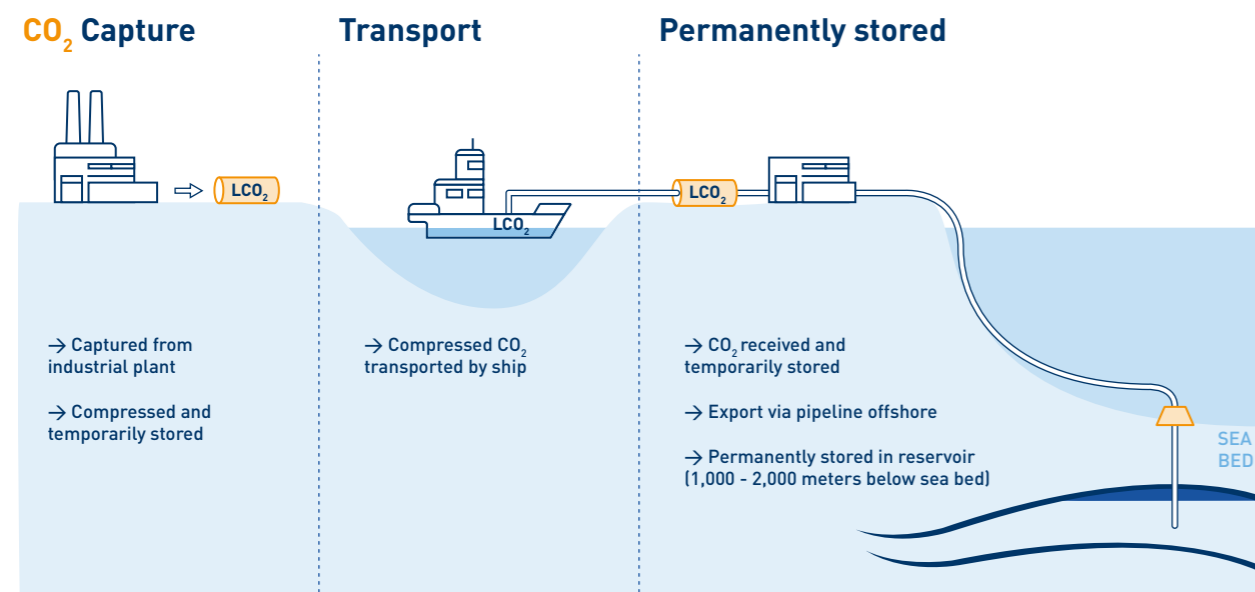 CO₂ Capture
Transport
Permanently stored
LCO₂
LCO₂
LCO₂
→ Captured from
industrial plant
→ Compressed and
temporarily stored
→ Compressed CO₂
transported by ship
→ CO₂ received and
temporarily stored
→ Export via pipeline offshore
→ Permanently stored in reservoir
(1,000 - 2,000 meters below sea bed)
SEA
BED